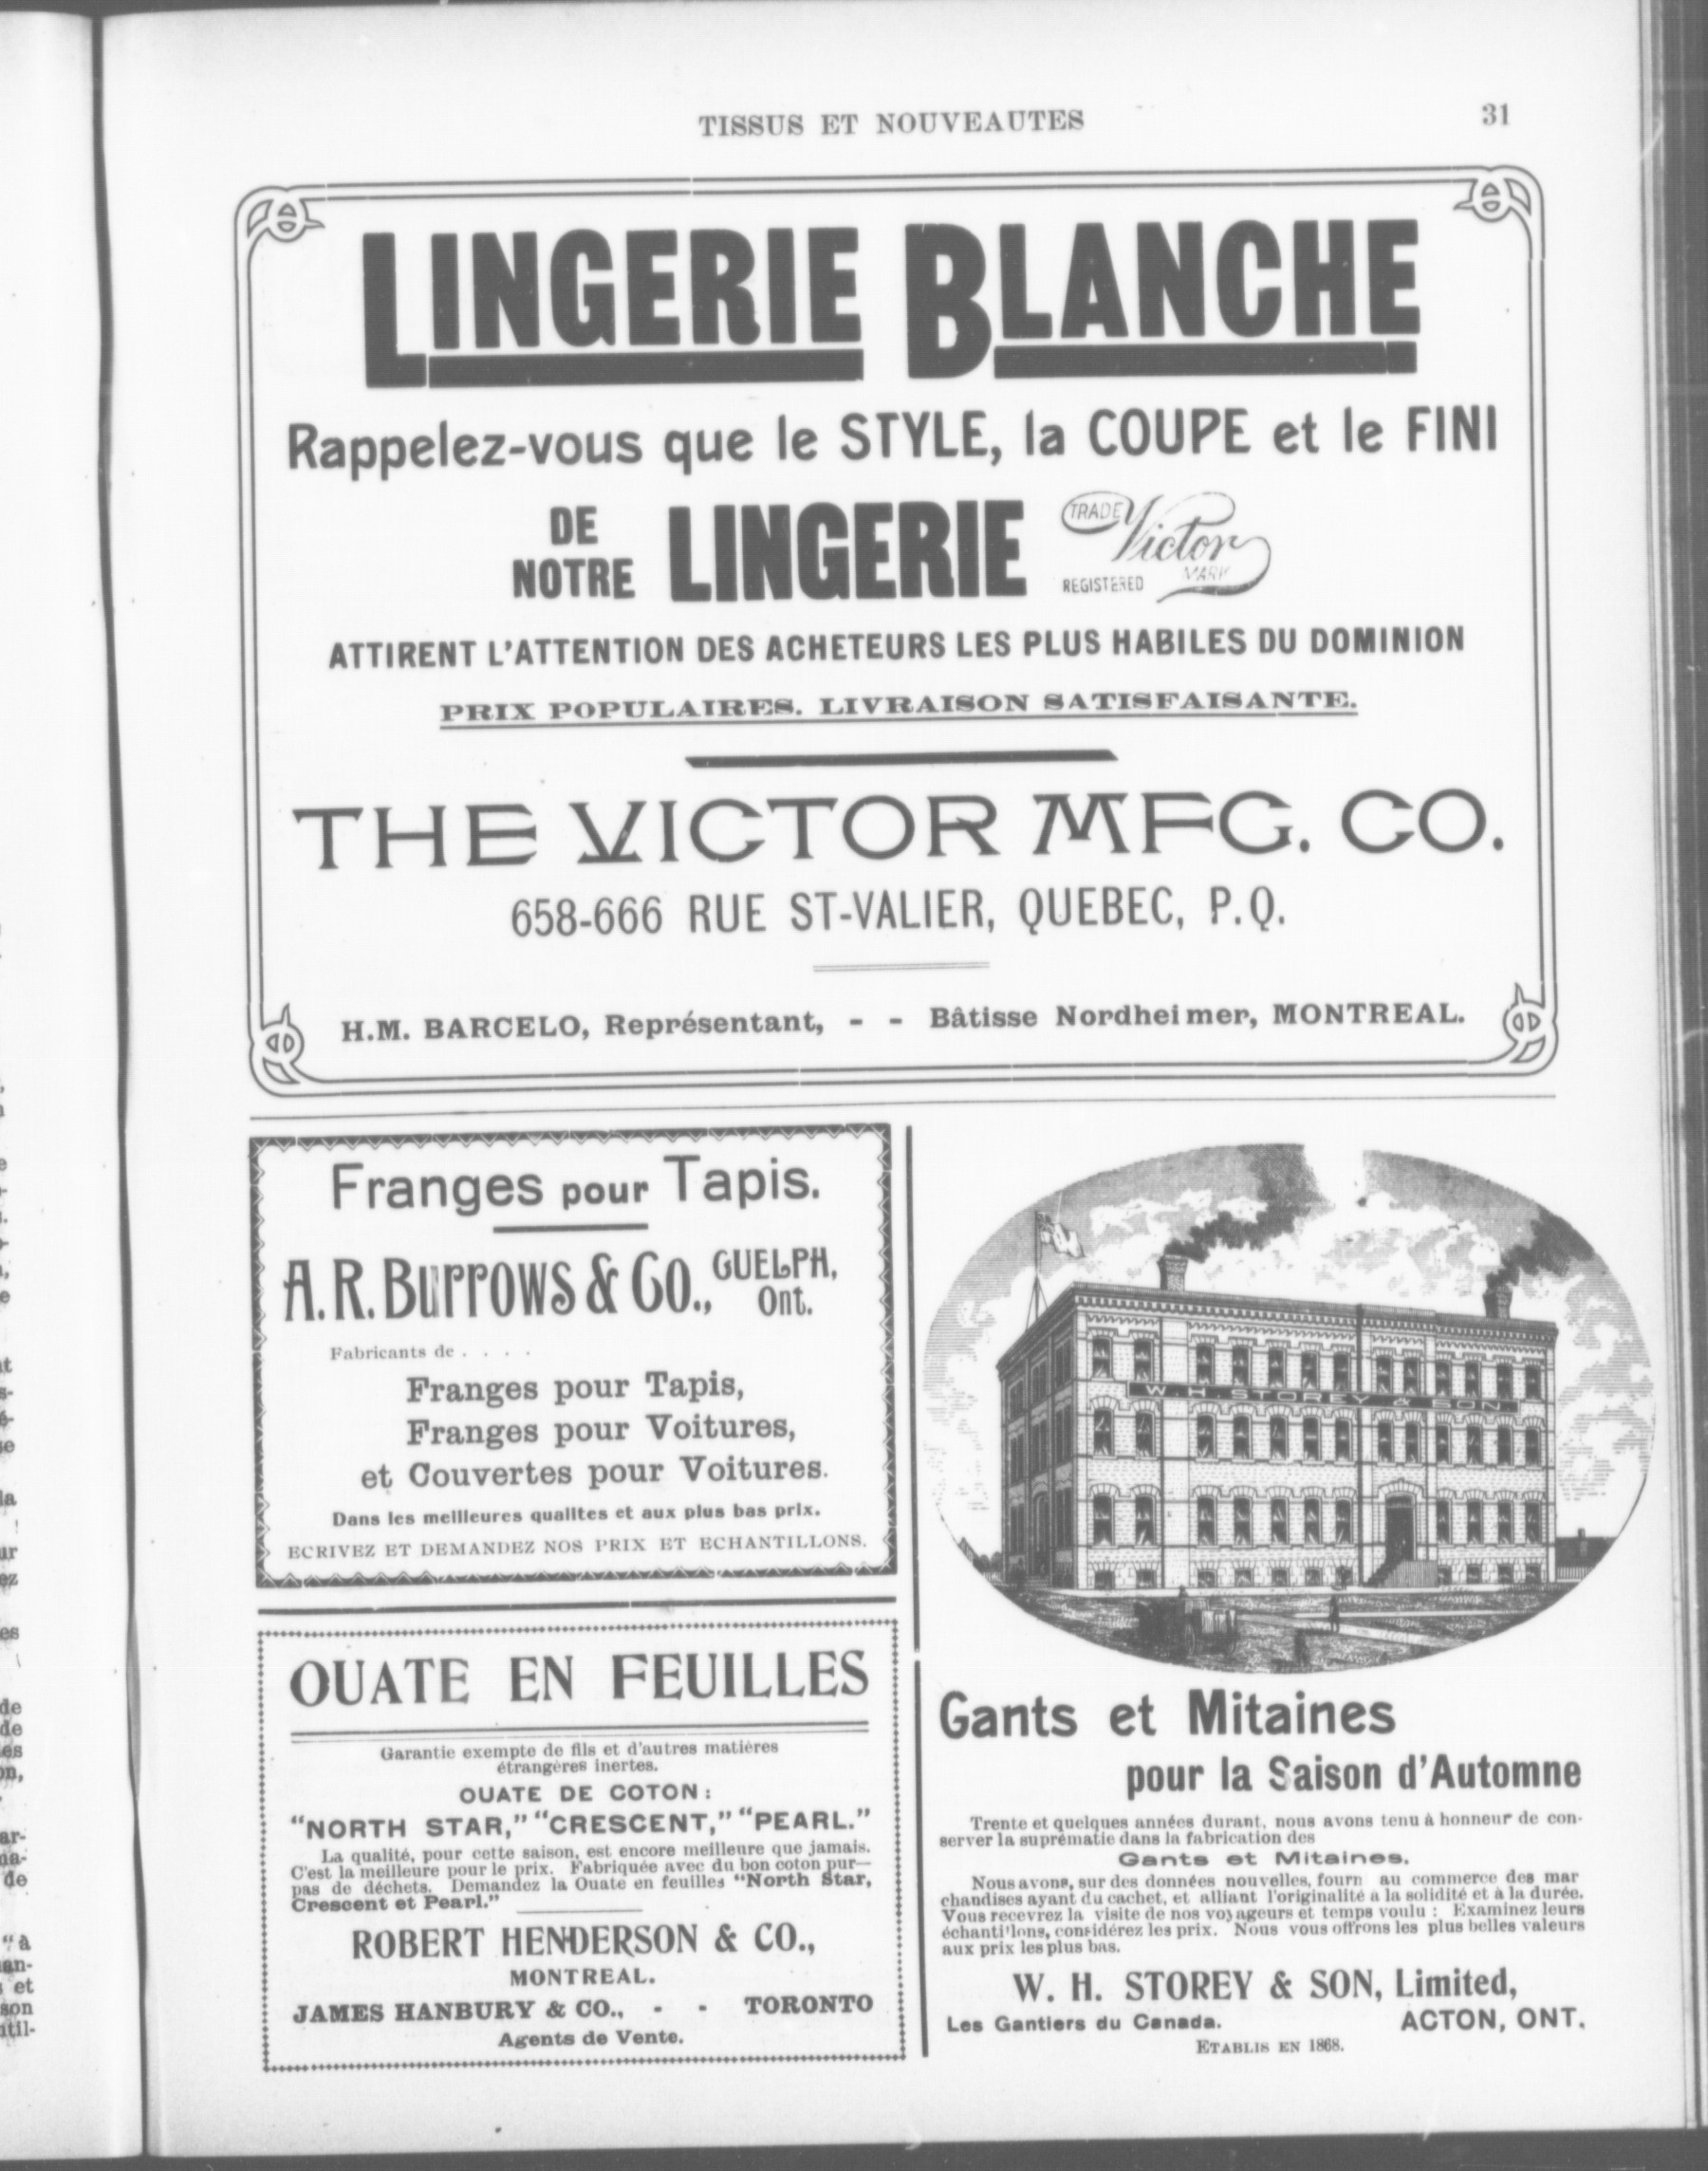 TISSUS ET NOUVEAUTES 31
LINGERIE BLANCHE
Rappelez-vous que le STYLE, la COUPE et le FINI
DE
NOTRE LINGERIE
TRADE Victor
REGISTERED MARK
ATTIRENT L'ATTENTION DES ACHETEURS LES PLUS HABILES DU DOMINION
PRIX POPULAIRES. LIVRAISON SATISFAISANTE.
THE VICTOR MFG. CO.
658-666 RUE ST-VALIER, QUEBEC, P.Q.
H.M. BARCELO, Représentant, - - Bâtisse Nordheimer, MONTREAL.
Franges pour Tapis.
A. R. Burrows & Co., GUELPH,
Ont.
Fabricants de . . . .
Franges pour Tapis,
Franges pour Voitures,
et Couvertes pour Voitures.
Dans les meilleures qualites et aux plus bas prix.
ECRIVEZ ET DEMANDEZ NOS PRIX ET ECHANTILLONS.
OUATE EN FEUILLES
Garantie exempte de fils et d'autres matières
étrangères inertes.
OUATE DE COTON:
"NORTH STAR," "CRESCENT," "PEARL."
La qualité, pour cette saison, est encore meilleure que jamais.
C'est la meilleure pour le prix. Fabriquée avec du bon coton pur—
pas de déchets. Demandez la Ouate en feuilles "North Star,
Crescent et Pearl."
ROBERT HENDERSON & CO.,
MONTREAL.
JAMES HANBURY & CO., - - TORONTO
Agents de Vente.
W. H. STOREY & SON
Gants et Mitaines
pour la Saison d'Automne
Trente et quelques années durant, nous avons tenu à honneur de con-
server la suprématie dans la fabrication des
Gants et Mitaines.
Nous avons, sur des données nouvelles, fourn au commerce des mar
chandises ayant du cachet, et alliant l'originalité a la solidité et à la durée.
Vous recevrez la visite de nos voyageurs et temps voulu : Examinez leurs
échantillons, considérez les prix. Nous vous offrons les plus belles valeurs
aux prix les plus bas.
W. H. STOREY & SON, Limited,
Les Gantiers du Canada. ACTON, ONT.
ETABLIS EN 1868.